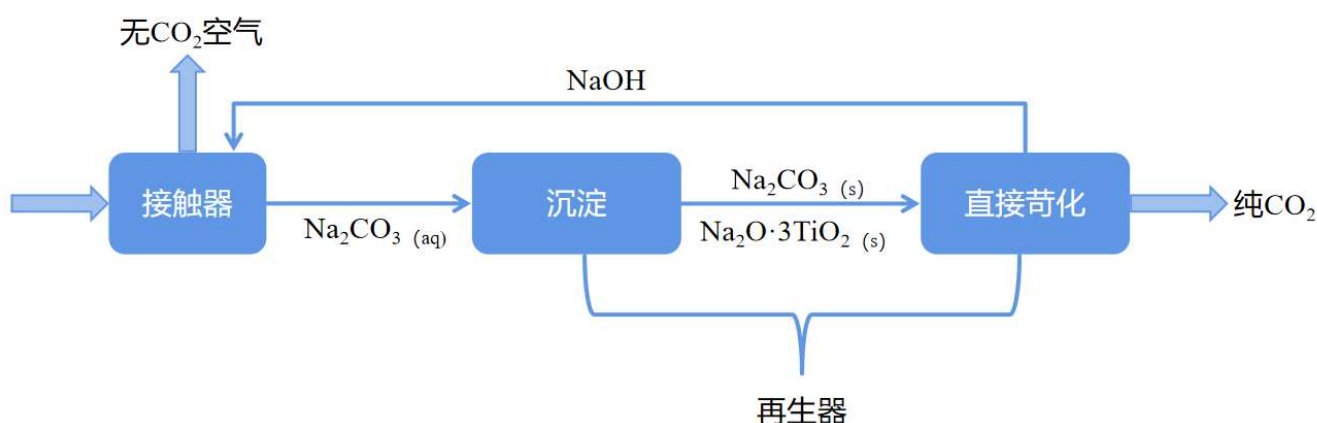 无CO₂空气
NaOH
接触器
Na₂CO₃ (aq)
沉淀
Na₂CO₃ (s)
Na₂O·3TiO₂ (s)
直接苛化
纯CO₂
再生器